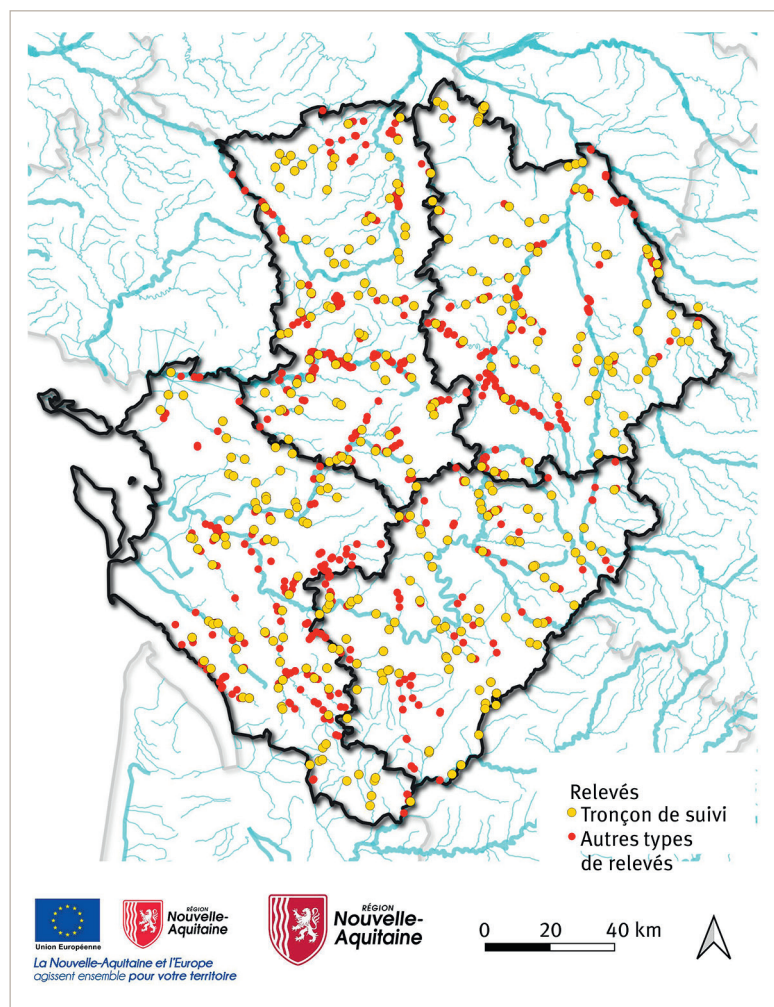 Relevés
Tronçon de suivi
Autres types
de relevés
Union Européenne
RÉGION
Nouvelle-
Aquitaine
La Nouvelle-Aquitaine et l'Europe
agissent ensemble pour votre territoire
RÉGION
Nouvelle-
Aquitaine
0 20 40 km